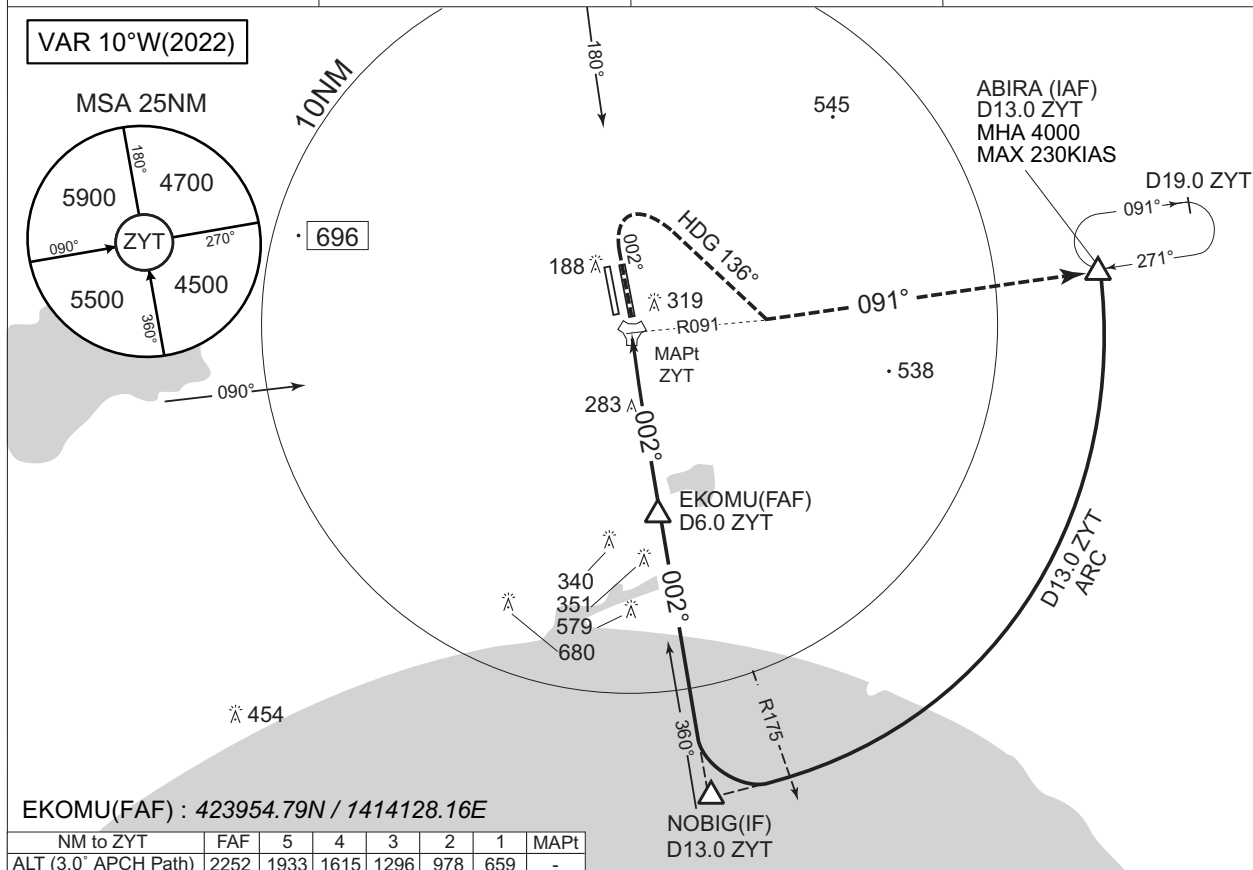 VAR 10°W(2022)
MSA 25NM
180°
5900
4700
ZYT
090°
270°
5500
4500
360°
10NM
180°
545
ABIRA (IAF)
D13.0 ZYT
MHA 4000
MAX 230KIAS
D19.0 ZYT
091°
271°
696
HDG 136°
002°
188
319
R091
091°
MAPt
ZYT
538
090°
283
002°
EKOMU(FAF)
D6.0 ZYT
340
351
579
680
002°
D13.0 ZYT
ARC
454
360°
R175
NOBIG(IF)
D13.0 ZYT
EKOMU(FAF) : 423954.79N / 1414128.16E
NM to ZYT FAF 5 4 3 2 1 MAPt
ALT (3.0° APCH Path) 2252 1933 1615 1296 978 659 -